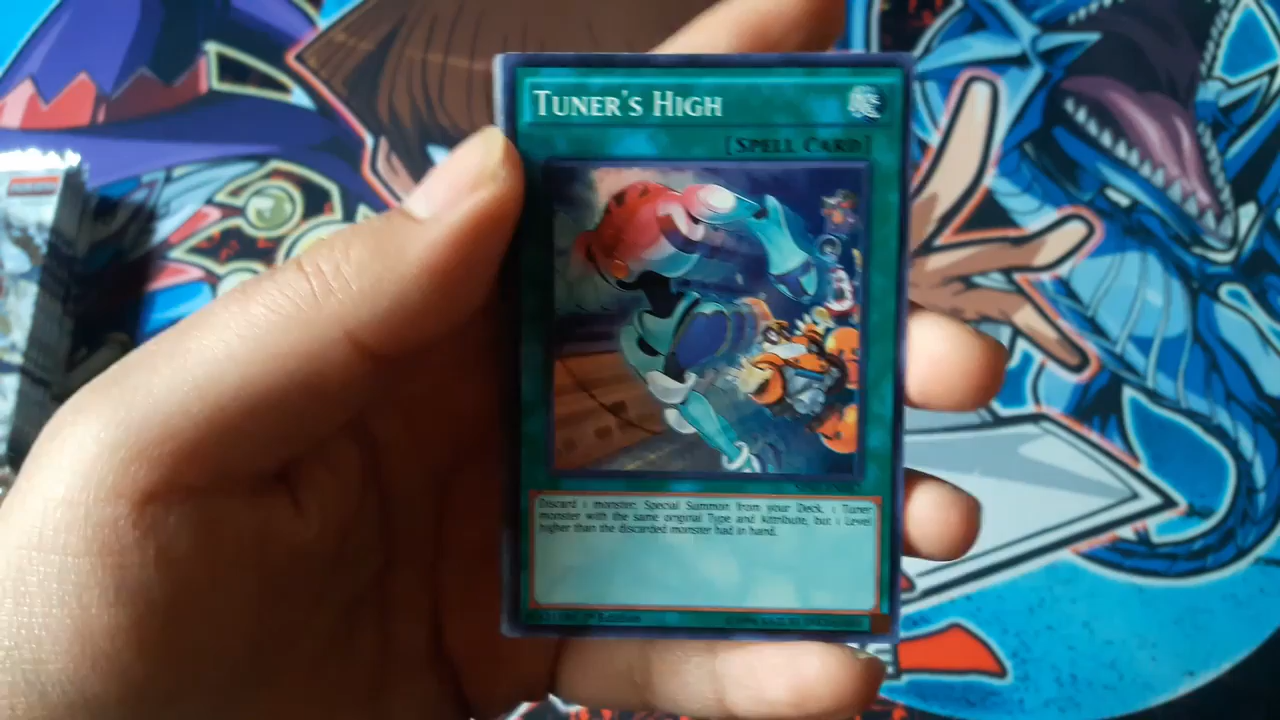 TUNER'S HIGH
[SPELL CARD]
Discard 1 monster; Special Summon from your Deck, 1 Tuner
monster with the same original Type and Attribute, but 1 Level
higher than the discarded monster had in hand.
1st Edition